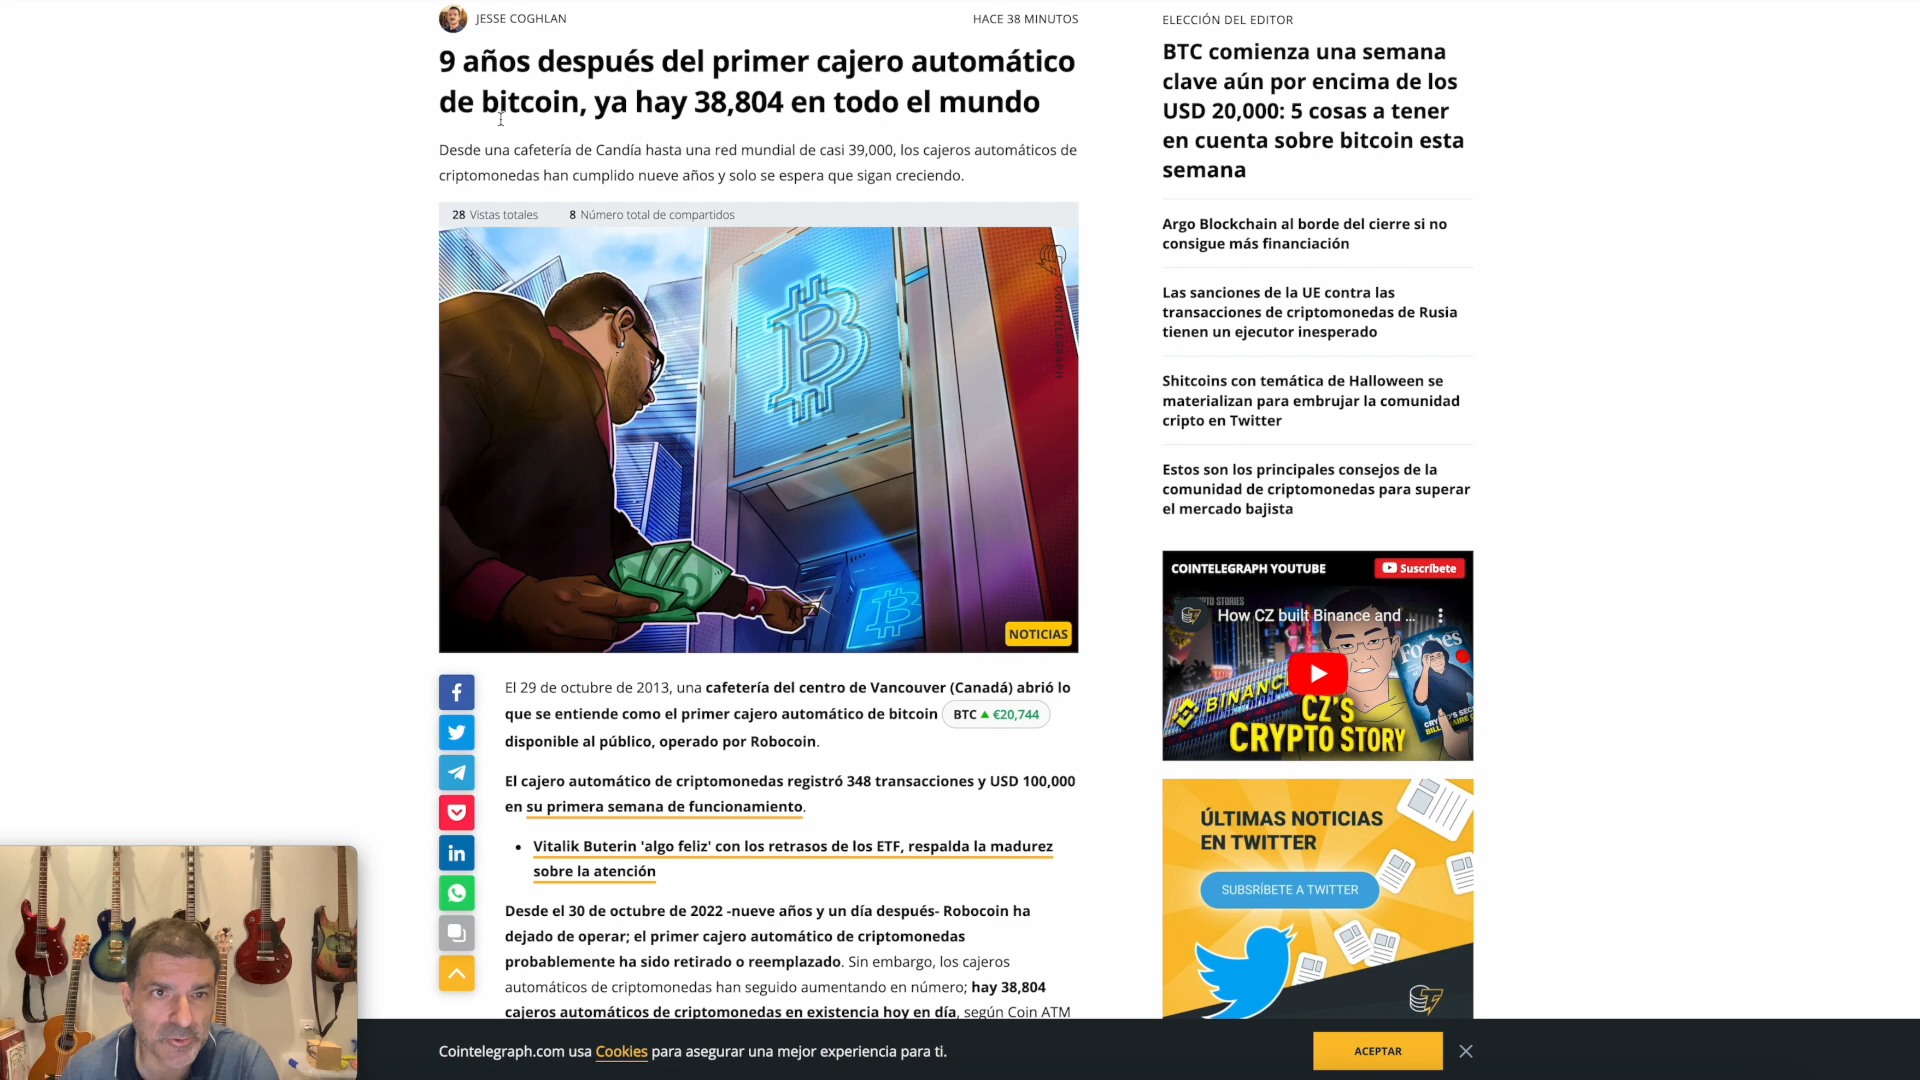 JESSE COGHLAN
HACE 38 MINUTOS
9 años después del primer cajero automático
de bitcoin, ya hay 38,804 en todo el mundo
Desde una cafetería de Candía hasta una red mundial de casi 39,000, los cajeros automáticos de
criptomonedas han cumplido nueve años y solo se espera que sigan creciendo.
28 Vistas totales
8 Número total de compartidos
COINTELEGRAPH
NOTICIAS
El 29 de octubre de 2013, una cafetería del centro de Vancouver (Canadá) abrió lo
que se entiende como el primer cajero automático de bitcoin BTC ▲ €20,744
disponible al público, operado por Robocoin.
El cajero automático de criptomonedas registró 348 transacciones y USD 100,000
en su primera semana de funcionamiento.
• Vitalik Buterin 'algo feliz' con los retrasos de los ETF, respalda la madurez
sobre la atención
Desde el 30 de octubre de 2022 -nueve años y un día después- Robocoin ha
dejado de operar; el primer cajero automático de criptomonedas
probablemente ha sido retirado o reemplazado. Sin embargo, los cajeros
automáticos de criptomonedas han seguido aumentando en número; hay 38,804
cajeros automáticos de criptomonedas en existencia hoy en día, según Coin ATM
ELECCIÓN DEL EDITOR
BTC comienza una semana
clave aún por encima de los
USD 20,000: 5 cosas a tener
en cuenta sobre bitcoin esta
semana
Argo Blockchain al borde del cierre si no
consigue más financiación
Las sanciones de la UE contra las
transacciones de criptomonedas de Rusia
tienen un ejecutor inesperado
Shitcoins con temática de Halloween se
materializan para embrujar la comunidad
cripto en Twitter
Estos son los principales consejos de la
comunidad de criptomonedas para superar
el mercado bajista
COINTELEGRAPH YOUTUBE
Suscríbete
How CZ built Binance and ...
Forbes
BINANCE
CZ'S
CRYPTO STORY
ÚLTIMAS NOTICIAS
EN TWITTER
SUBSRÍBETE A TWITTER
Cointelegraph.com usa Cookies para asegurar una mejor experiencia para ti.
ACEPTAR